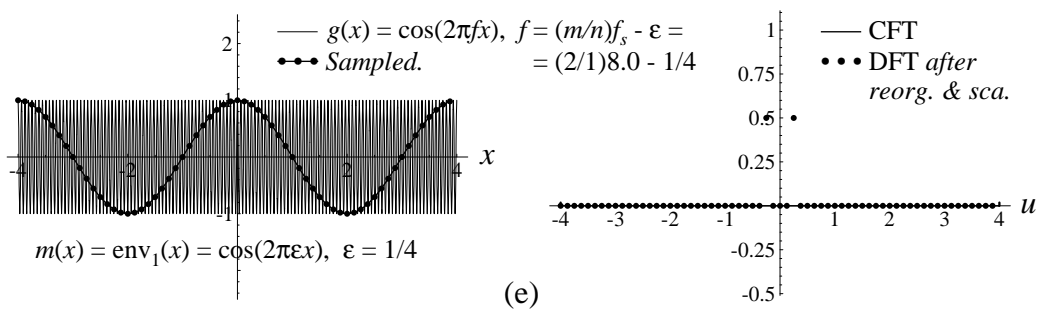 g(x) = cos(2πfx), f = (m/n)f_s - ε =
Sampled. = (2/1)8.0 - 1/4
2
1
-4 -2 2 4 x
-1
m(x) = env_1(x) = cos(2πεx), ε = 1/4
1
CFT
0.75
DFT after
reorg. & sca.
0.5
0.25
-4 -3 -2 -1 1 2 3 4 u
-0.25
-0.5
(e)